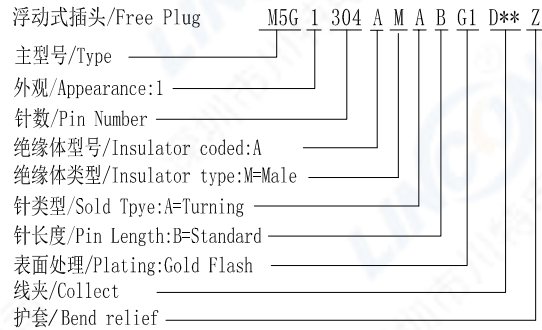 浮动式插头/Free Plug M5G 1 304 A M A B G1 D** Z
主型号/Type
外观/Appearance:1
针数/Pin Number
绝缘体型号/Insulator coded:A
绝缘体类型/Insulator type:M=Male
针类型/Sold Tpye:A=Turning
针长度/Pin Length:B=Standard
表面处理/Plating:Gold Flash
线夹/Collect
护套/Bend relief